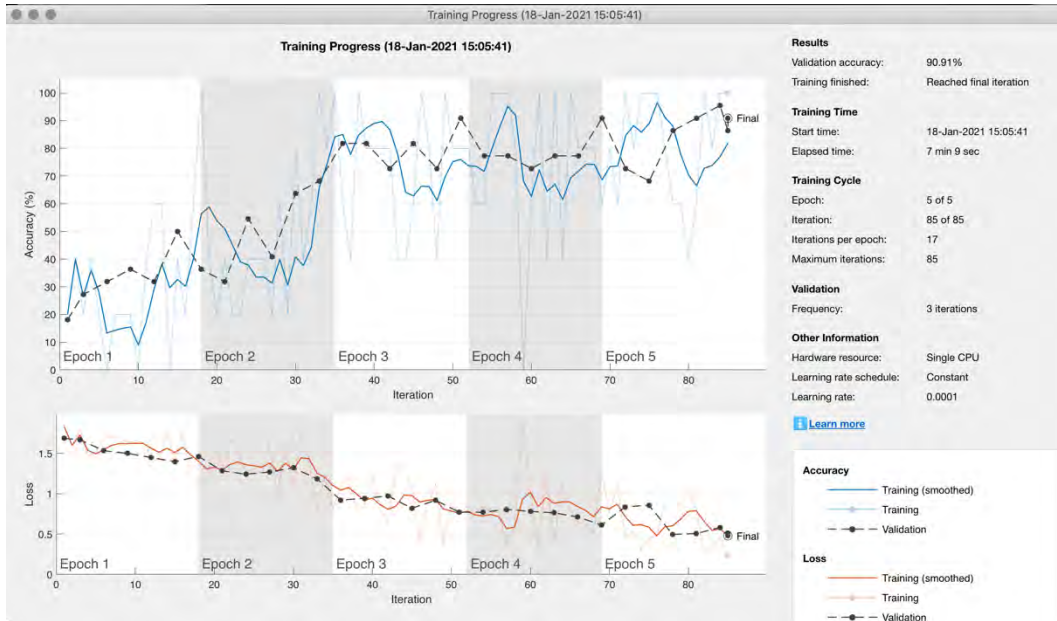 Training Progress (18-Jan-2021 15:05:41)
Training Progress (18-Jan-2021 15:05:41)
Accuracy (%)
100
90
80
70
60
50
40
30
20
10
0
Epoch 1
Epoch 2
Epoch 3
Epoch 4
Epoch 5
Final
0
10
20
30
40
50
60
70
80
Iteration
Loss
1.5
1
0.5
0
Epoch 1
Epoch 2
Epoch 3
Epoch 4
Epoch 5
Final
0
10
20
30
40
50
60
70
80
Iteration
Results
Validation accuracy: 90.91%
Training finished: Reached final iteration
Training Time
Start time: 18-Jan-2021 15:05:41
Elapsed time: 7 min 9 sec
Training Cycle
Epoch: 5 of 5
Iteration: 85 of 85
Iterations per epoch: 17
Maximum iterations: 85
Validation
Frequency: 3 iterations
Other Information
Hardware resource: Single CPU
Learning rate schedule: Constant
Learning rate: 0.0001
i Learn more
Accuracy
Training (smoothed)
Training
Validation
Loss
Training (smoothed)
Training
Validation